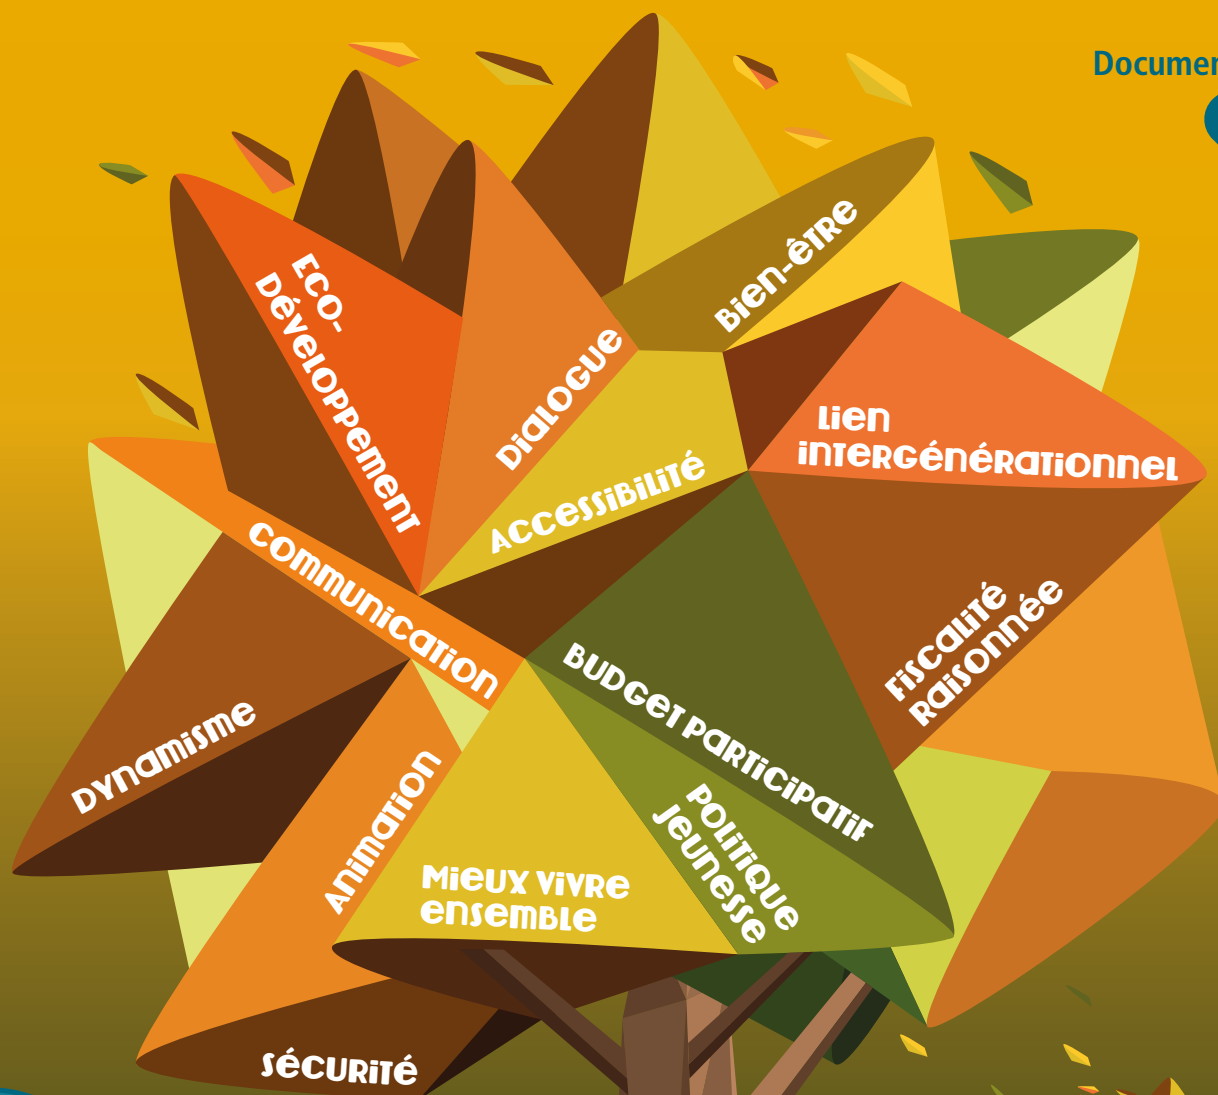 Documen
Bien-être
Eco-
Développement
Dialogue
Lien
intergénérationnel
Accessibilité
Communication
Fiscalité
raisonnée
Budget participatif
Dynamisme
Animation
Politique
jeunesse
Mieux vivre
ensemble
Sécurité